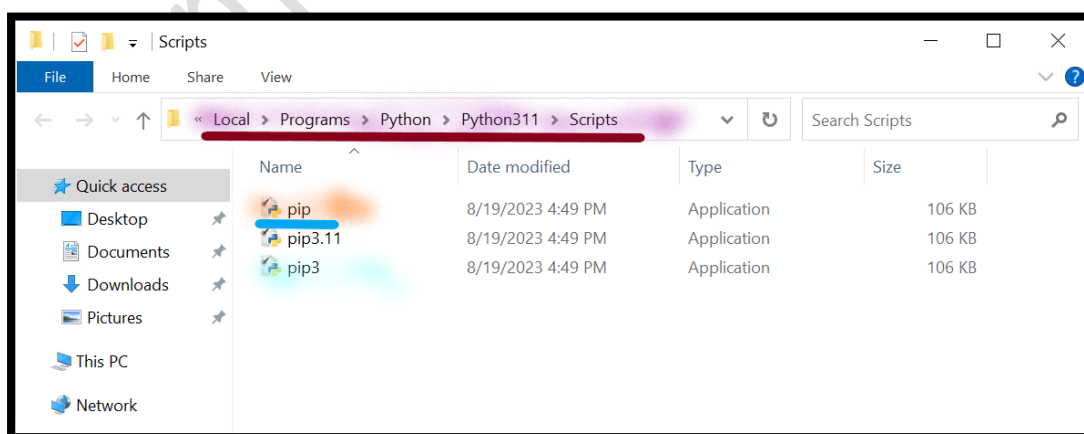 Scripts
File Home Share View
« Local > Programs > Python > Python311 > Scripts Search Scripts
Name Date modified Type Size
Quick access
pip 8/19/2023 4:49 PM Application 106 KB
Desktop
pip3.11 8/19/2023 4:49 PM Application 106 KB
Documents
pip3 8/19/2023 4:49 PM Application 106 KB
Downloads
Pictures
This PC
Network